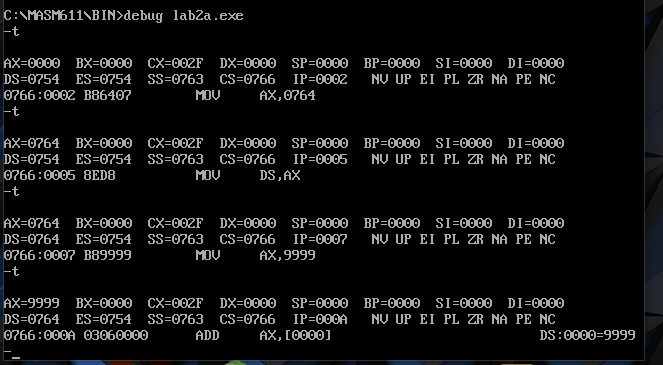 C:\MASM611\BIN>debug lab2a.exe
-t
AX=0000  BX=0000  CX=002F  DX=0000  SP=0000  BP=0000  SI=0000  DI=0000
DS=0754  ES=0754  SS=0763  CS=0766  IP=0002   NV UP EI PL ZR NA PE NC
0766:0002 B86407        MOV     AX,0764
-t
AX=0764  BX=0000  CX=002F  DX=0000  SP=0000  BP=0000  SI=0000  DI=0000
DS=0754  ES=0754  SS=0763  CS=0766  IP=0005   NV UP EI PL ZR NA PE NC
0766:0005 8ED8          MOV     DS,AX
-t
AX=0764  BX=0000  CX=002F  DX=0000  SP=0000  BP=0000  SI=0000  DI=0000
DS=0764  ES=0754  SS=0763  CS=0766  IP=0007   NV UP EI PL ZR NA PE NC
0766:0007 B89999        MOV     AX,9999
-t
AX=9999  BX=0000  CX=002F  DX=0000  SP=0000  BP=0000  SI=0000  DI=0000
DS=0764  ES=0754  SS=0763  CS=0766  IP=000A   NV UP EI PL ZR NA PE NC
0766:000A 03060000      ADD     AX,[0000]                          DS:0000=9999
-_